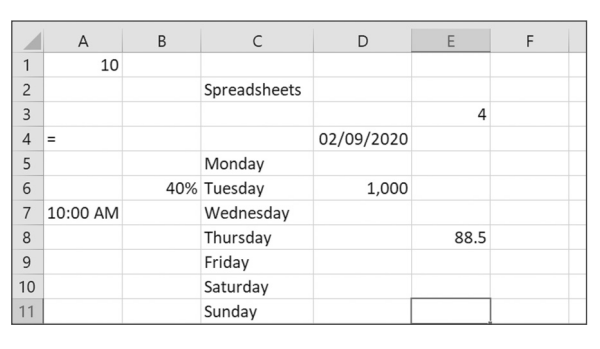 A B C D E F
1 10
2 Spreadsheets
3 4
4 = 02/09/2020
5 Monday
6 40% Tuesday 1,000
7 10:00 AM Wednesday
8 Thursday 88.5
9 Friday
10 Saturday
11 Sunday